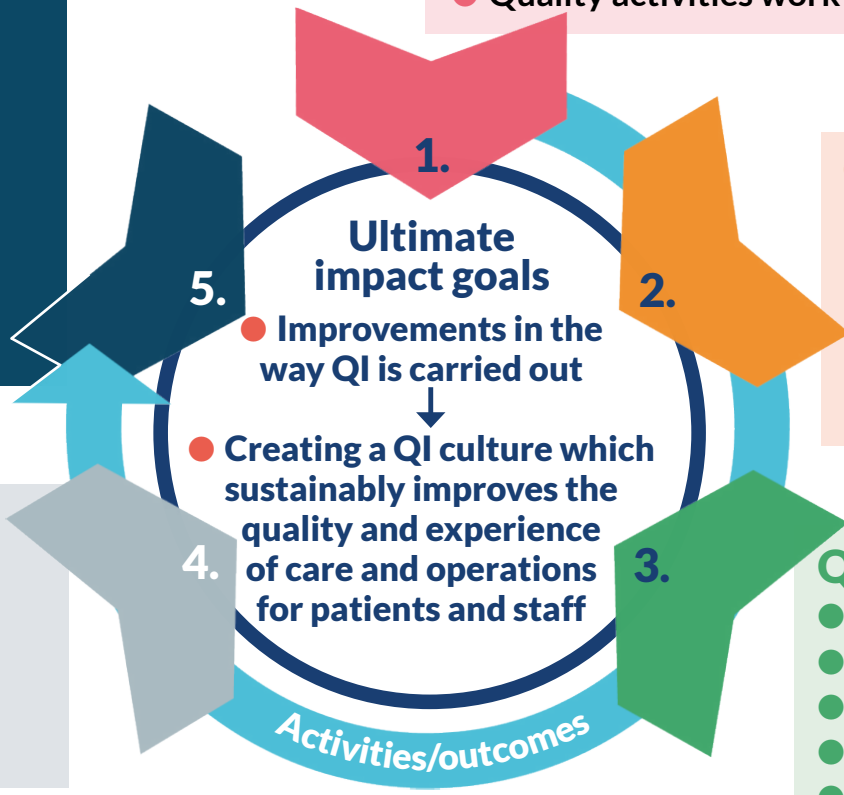 ● Quality activities work
1.
5.
2.
Ultimate
impact goals
● Improvements in the
way QI is carried out
● Creating a QI culture which
sustainably improves the
quality and experience
of care and operations
for patients and staff
4.
3.
Q
Activities/outcomes